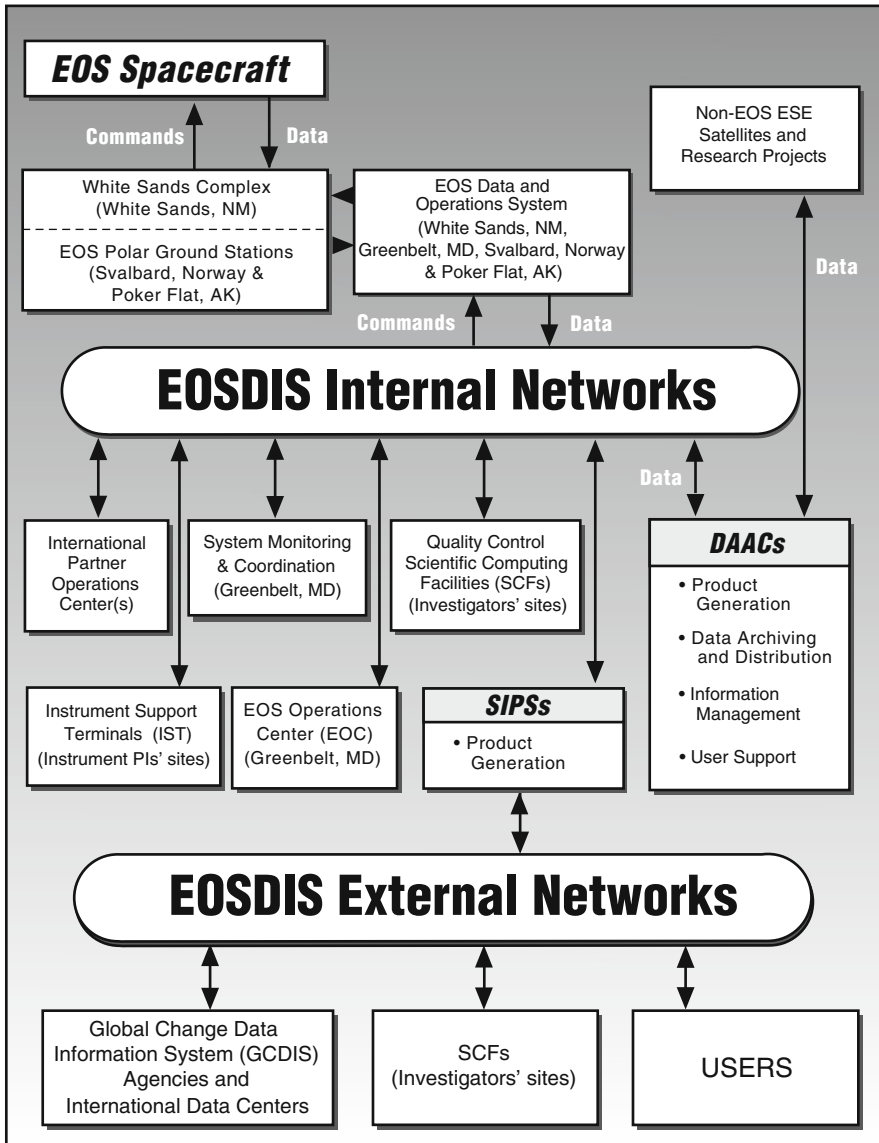 EOS Spacecraft
Commands
Data
Non-EOS ESE
Satellites and
Research Projects
White Sands Complex
(White Sands, NM)
EOS Polar Ground Stations
(Svalbard, Norway &
Poker Flat, AK)
EOS Data and
Operations System
(White Sands, NM,
Greenbelt, MD, Svalbard, Norway
& Poker Flat, AK)
Data
Commands
Data
EOSDIS Internal Networks
Data
International
Partner
Operations
Center(s)
System Monitoring
& Coordination
(Greenbelt, MD)
Quality Control
Scientific Computing
Facilities (SCFs)
(Investigators' sites)
DAACs
• Product
Generation
• Data Archiving
and Distribution
• Information
Management
• User Support
Instrument Support
Terminals (IST)
(Instrument PIs' sites)
EOS Operations
Center (EOC)
(Greenbelt, MD)
SIPSs
• Product
Generation
EOSDIS External Networks
Global Change Data
Information System (GCDIS)
Agencies and
International Data Centers
SCFs
(Investigators' sites)
USERS